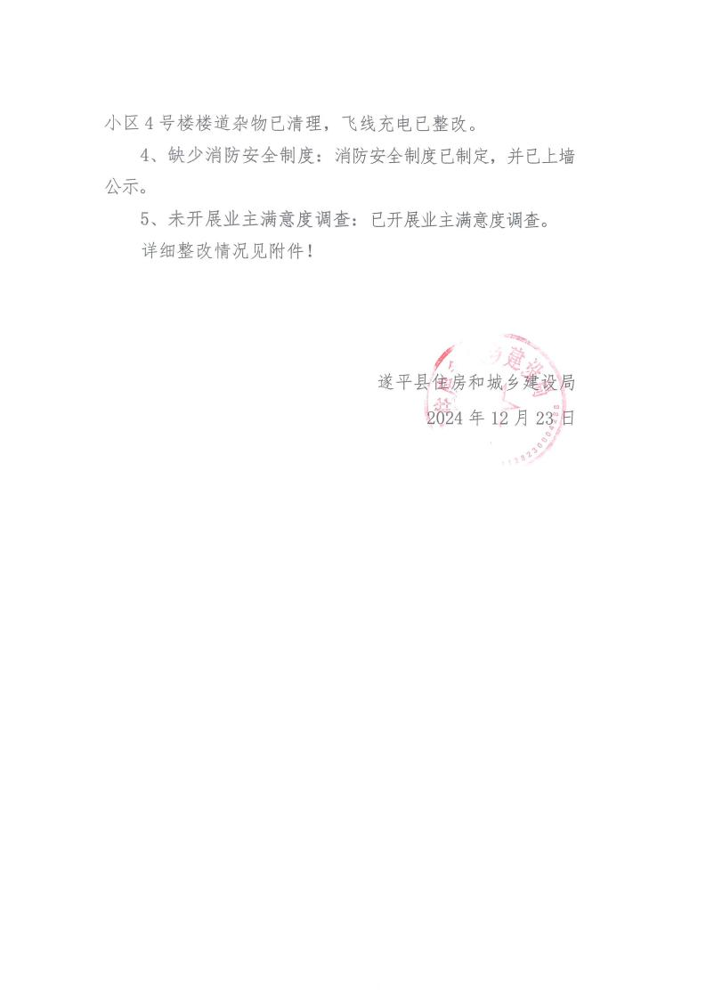 小区4号楼楼道杂物已清理，飞线充电已整改。
4、缺少消防安全制度：消防安全制度已制定，并已上墙
公示。
5、未开展业主满意度调查：已开展业主满意度调查。
详细整改情况见附件！
遂平县住房和城乡建设局
2024年12月23日